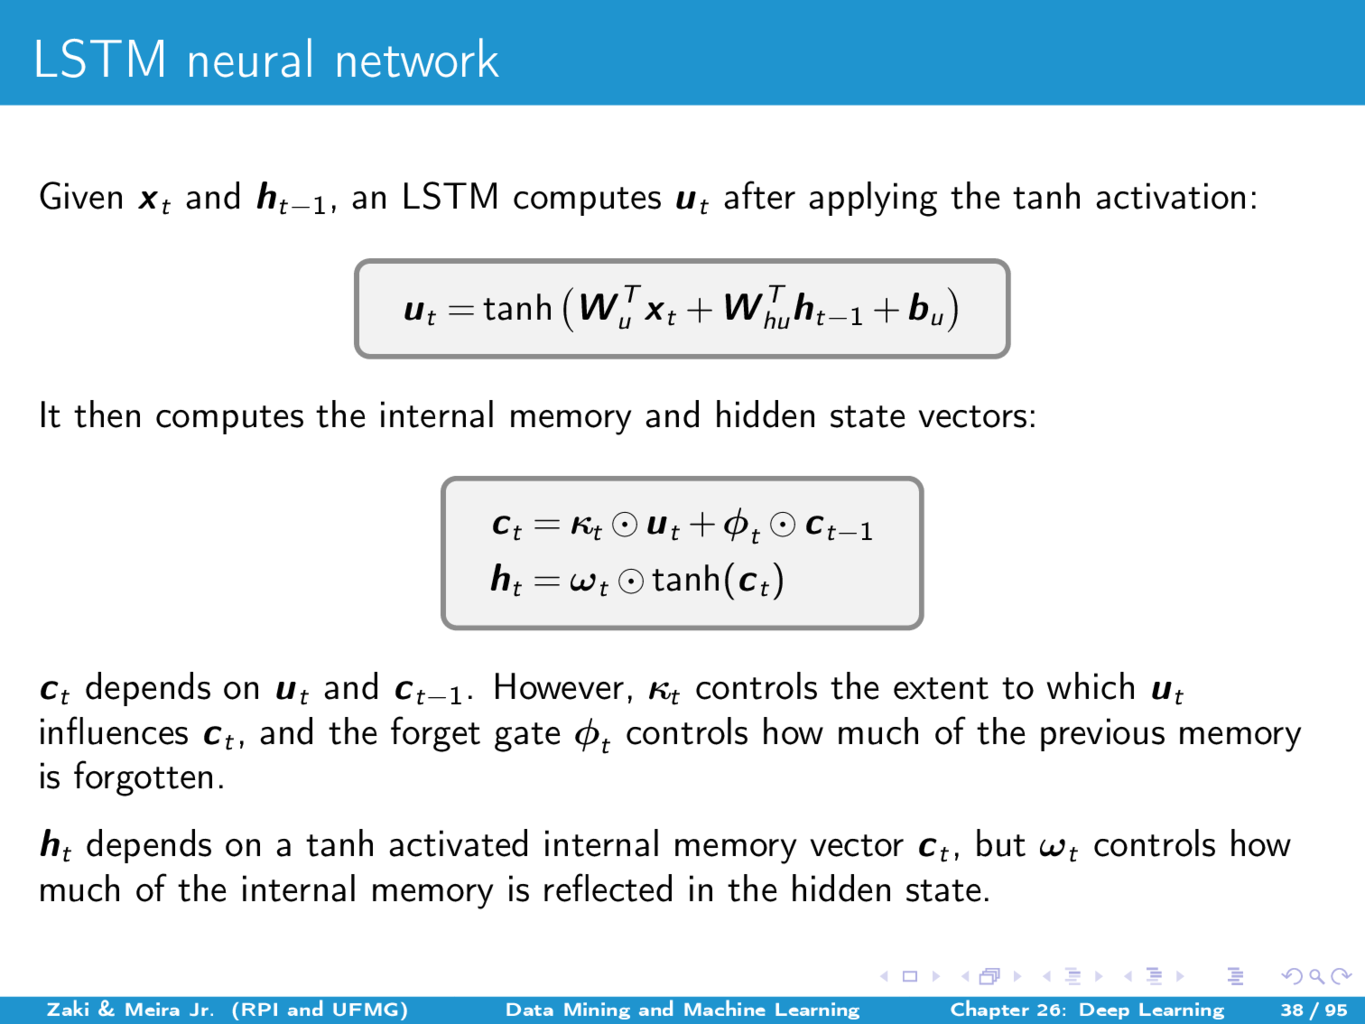 LSTM neural network
Given x_t and h_{t−1}, an LSTM computes u_t after applying the tanh activation:
u_t = tanh(W_u^T x_t + W_{hu}^T h_{t−1} + b_u)
It then computes the internal memory and hidden state vectors:
c_t = κ_t ⊙ u_t + ϕ_t ⊙ c_{t−1}
h_t = ω_t ⊙ tanh(c_t)
c_t depends on u_t and c_{t−1}. However, κ_t controls the extent to which u_t
influences c_t, and the forget gate ϕ_t controls how much of the previous memory
is forgotten.
h_t depends on a tanh activated internal memory vector c_t, but ω_t controls how
much of the internal memory is reflected in the hidden state.
Zaki & Meira Jr. (RPI and UFMG) Data Mining and Machine Learning Chapter 26: Deep Learning 38 / 95